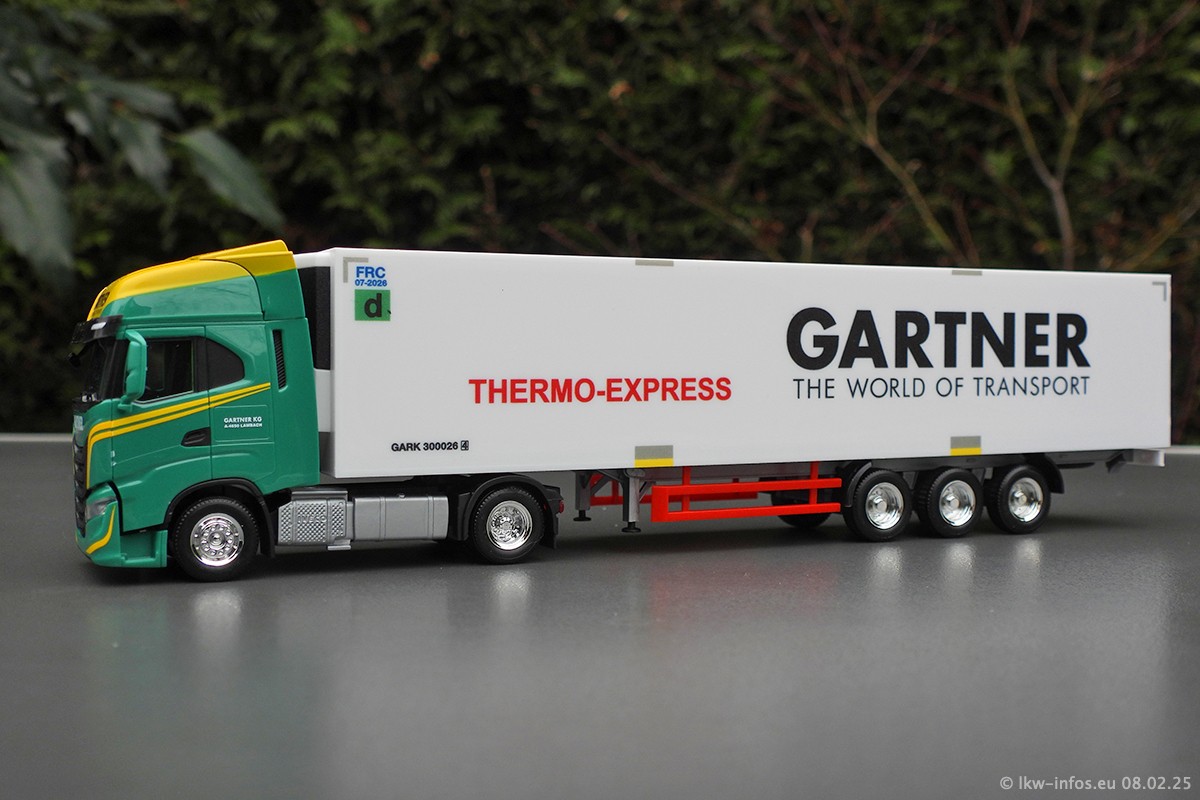 FRC
07-2026
d
GARTNER
THE WORLD OF TRANSPORT
THERMO-EXPRESS
GARTNER KG
A-4650 LAMBACH
GARK 300026 4
© lkw-infos.eu 08.02.25